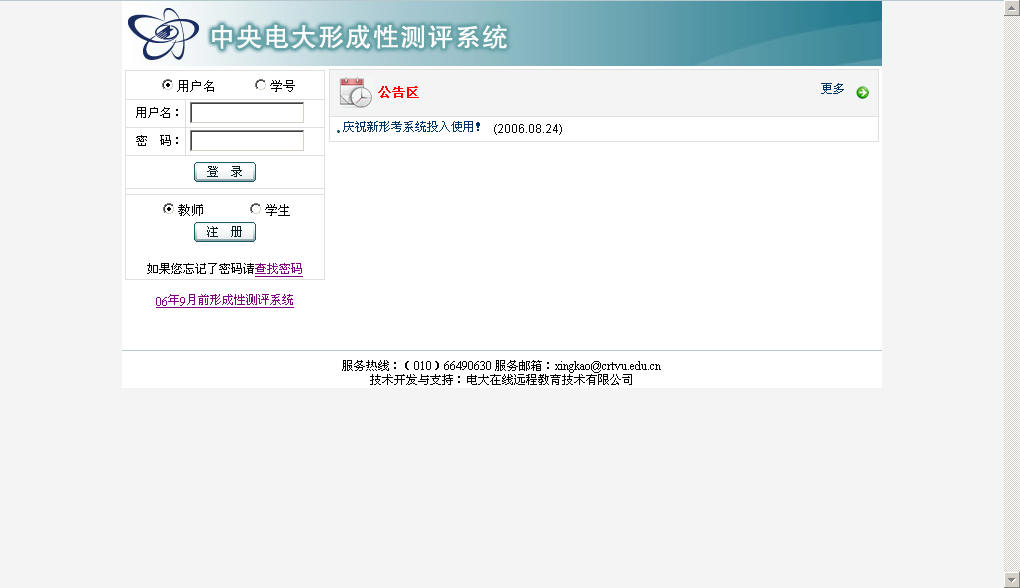 中央电大形成性测评系统
用户名 学号
用户名：
密 码：
登 录
教师 学生
注 册
如果您忘记了密码请查找密码
06年9月前形成性测评系统
公告区
更多
庆祝新形考系统投入使用！ (2006.08.24)
服务热线：（010）66490630 服务邮箱：xingkao@crtvu.edu.cn
技术开发与支持：电大在线远程教育技术有限公司